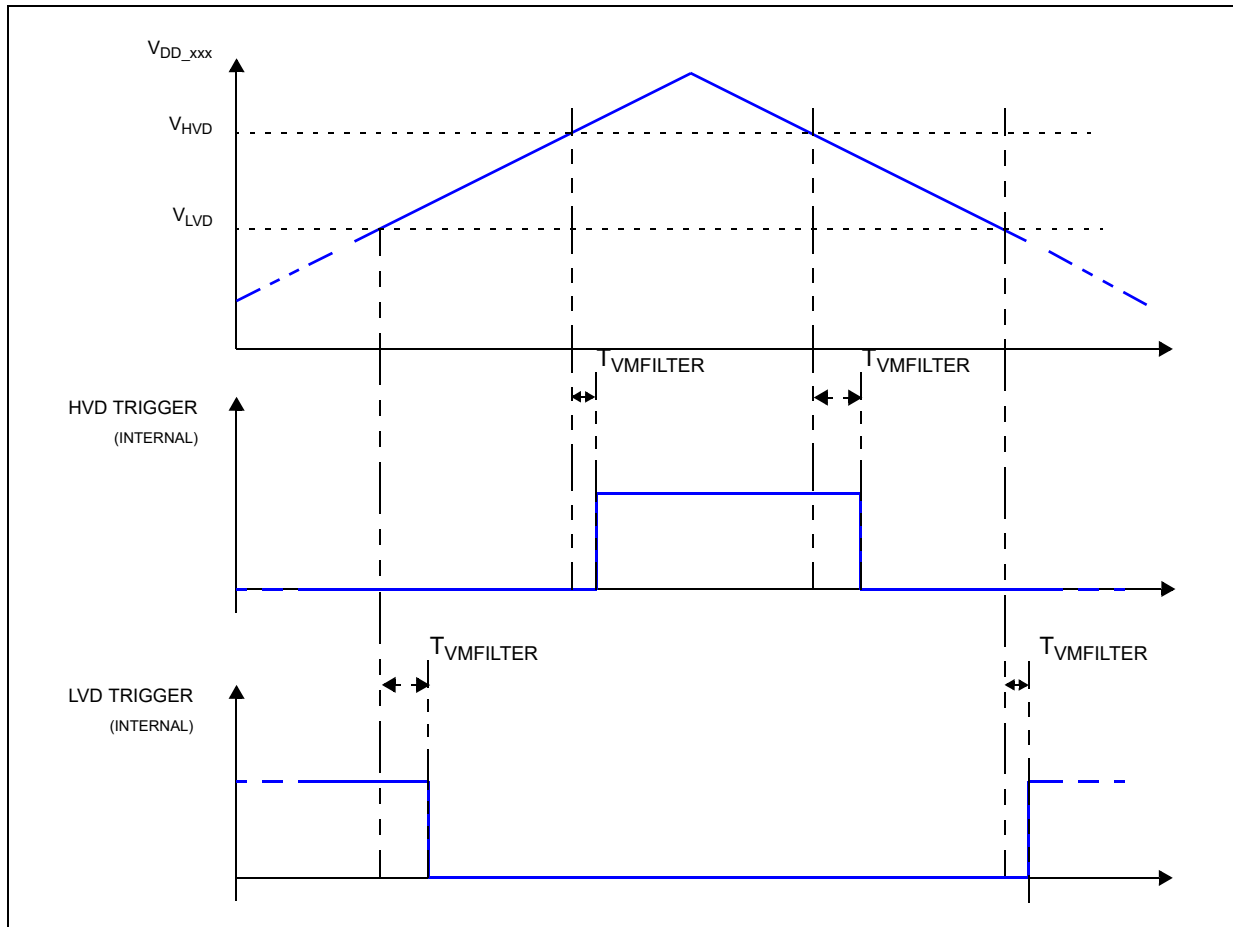 VDD_xxx
VHVD
VLVD
TVMFILTER
TVMFILTER
HVD TRIGGER
(INTERNAL)
TVMFILTER
TVMFILTER
LVD TRIGGER
(INTERNAL)